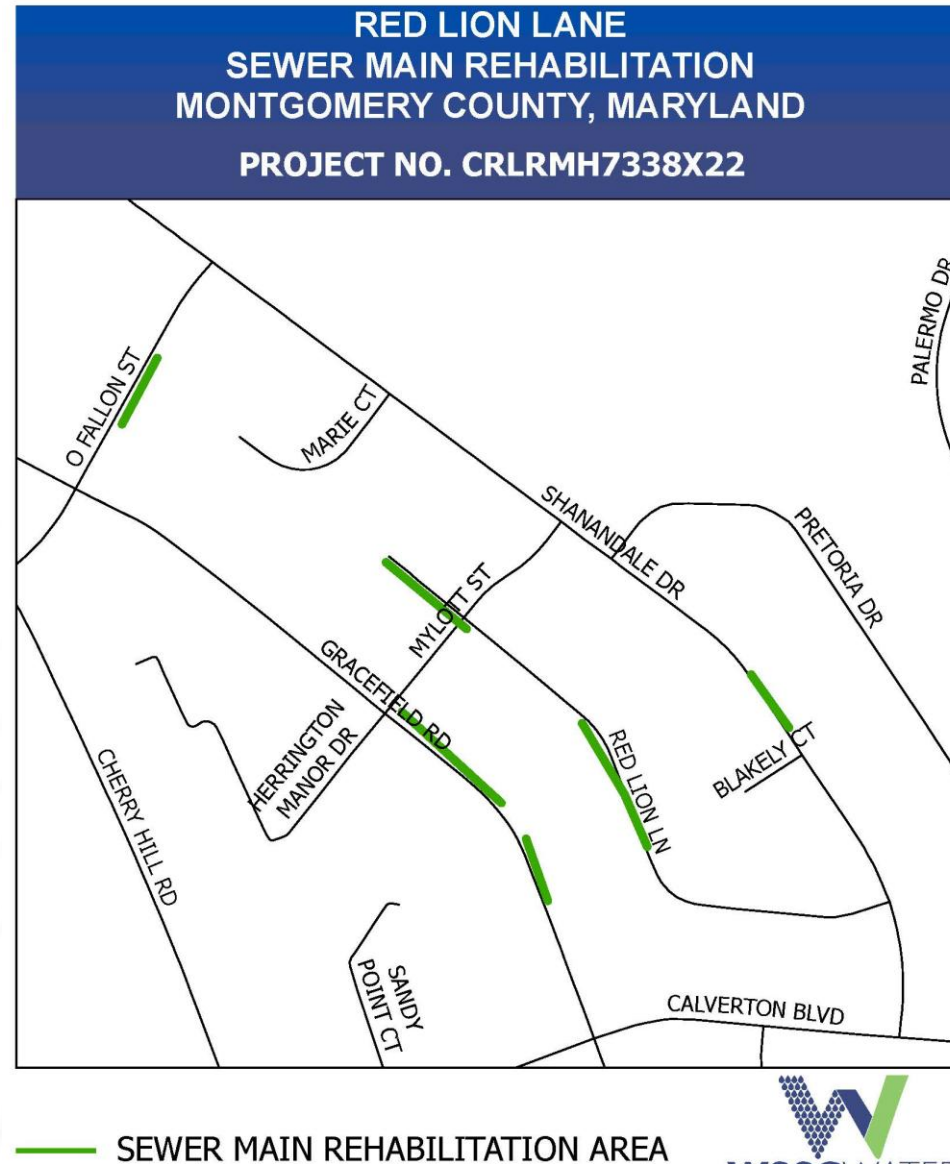 RED LION LANE
SEWER MAIN REHABILITATION
MONTGOMERY COUNTY, MARYLAND
PROJECT NO. CRLRMH7338X22
PALERMO DR
O FALLON ST
MARIE CT
SHANANDALE DR
PRETORIA DR
MYLOTT ST
GRACEFIELD RD
HERRINGTON
MANOR DR
RED LION LN
BLAKELY CT
CHERRY HILL RD
SANDY
POINT CT
CALVERTON BLVD
SEWER MAIN REHABILITATION AREA